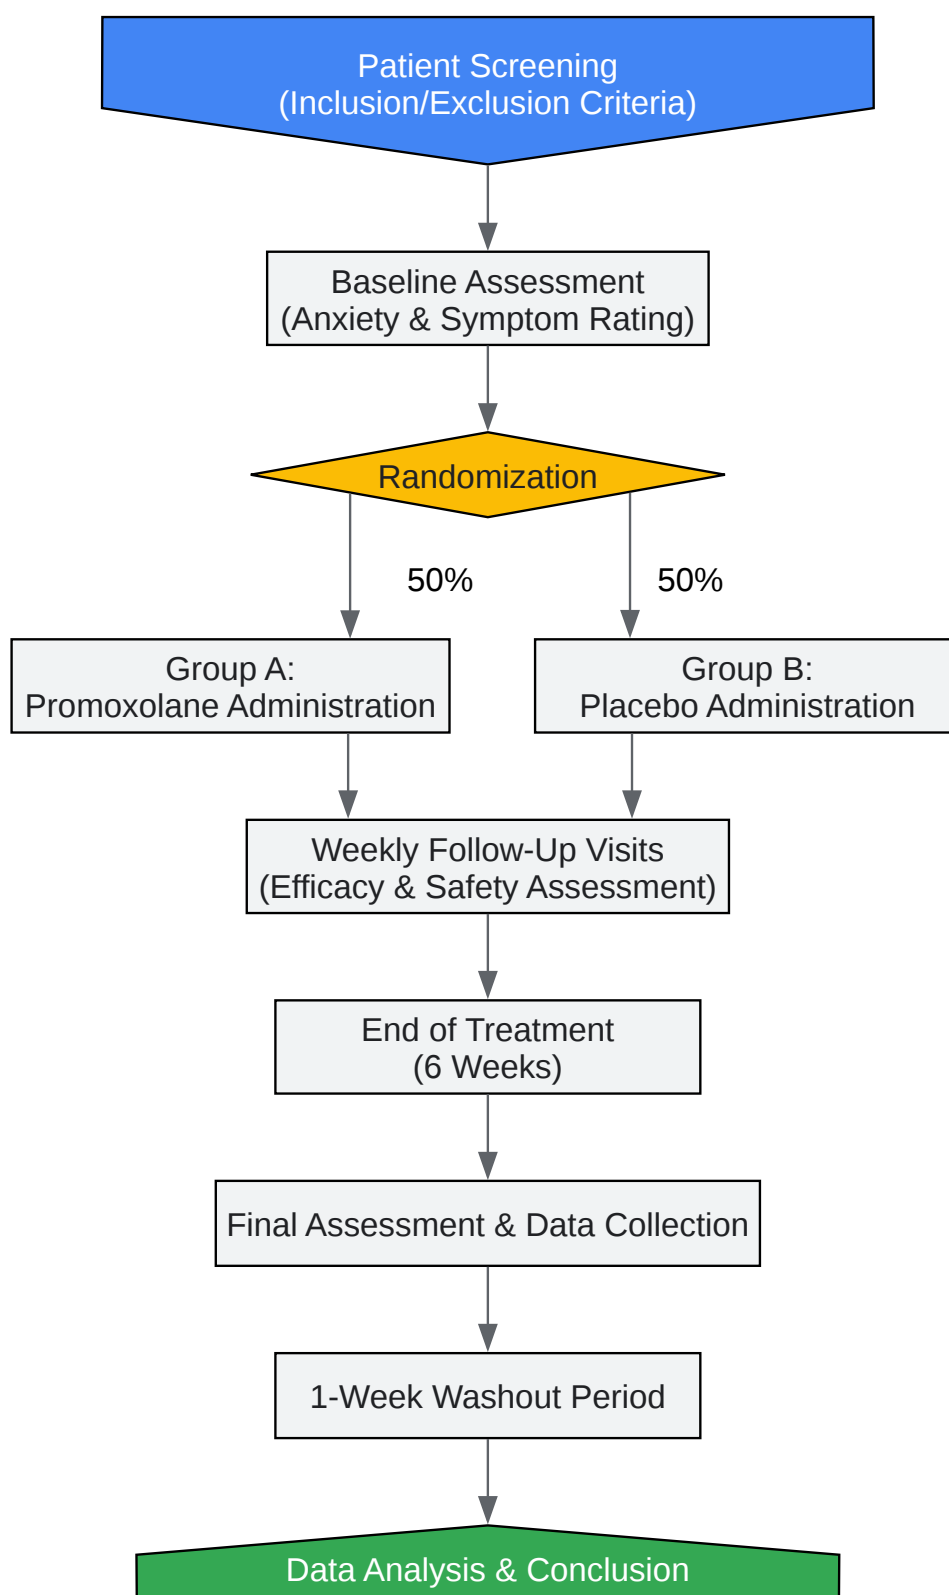 Patient Screening
(Inclusion/Exclusion Criteria)
Baseline Assessment
(Anxiety & Symptom Rating)
Randomization
50%
50%
Group A:
Promoxolane Administration
Group B:
Placebo Administration
Weekly Follow-Up Visits
(Efficacy & Safety Assessment)
End of Treatment
(6 Weeks)
Final Assessment & Data Collection
1-Week Washout Period
Data Analysis & Conclusion